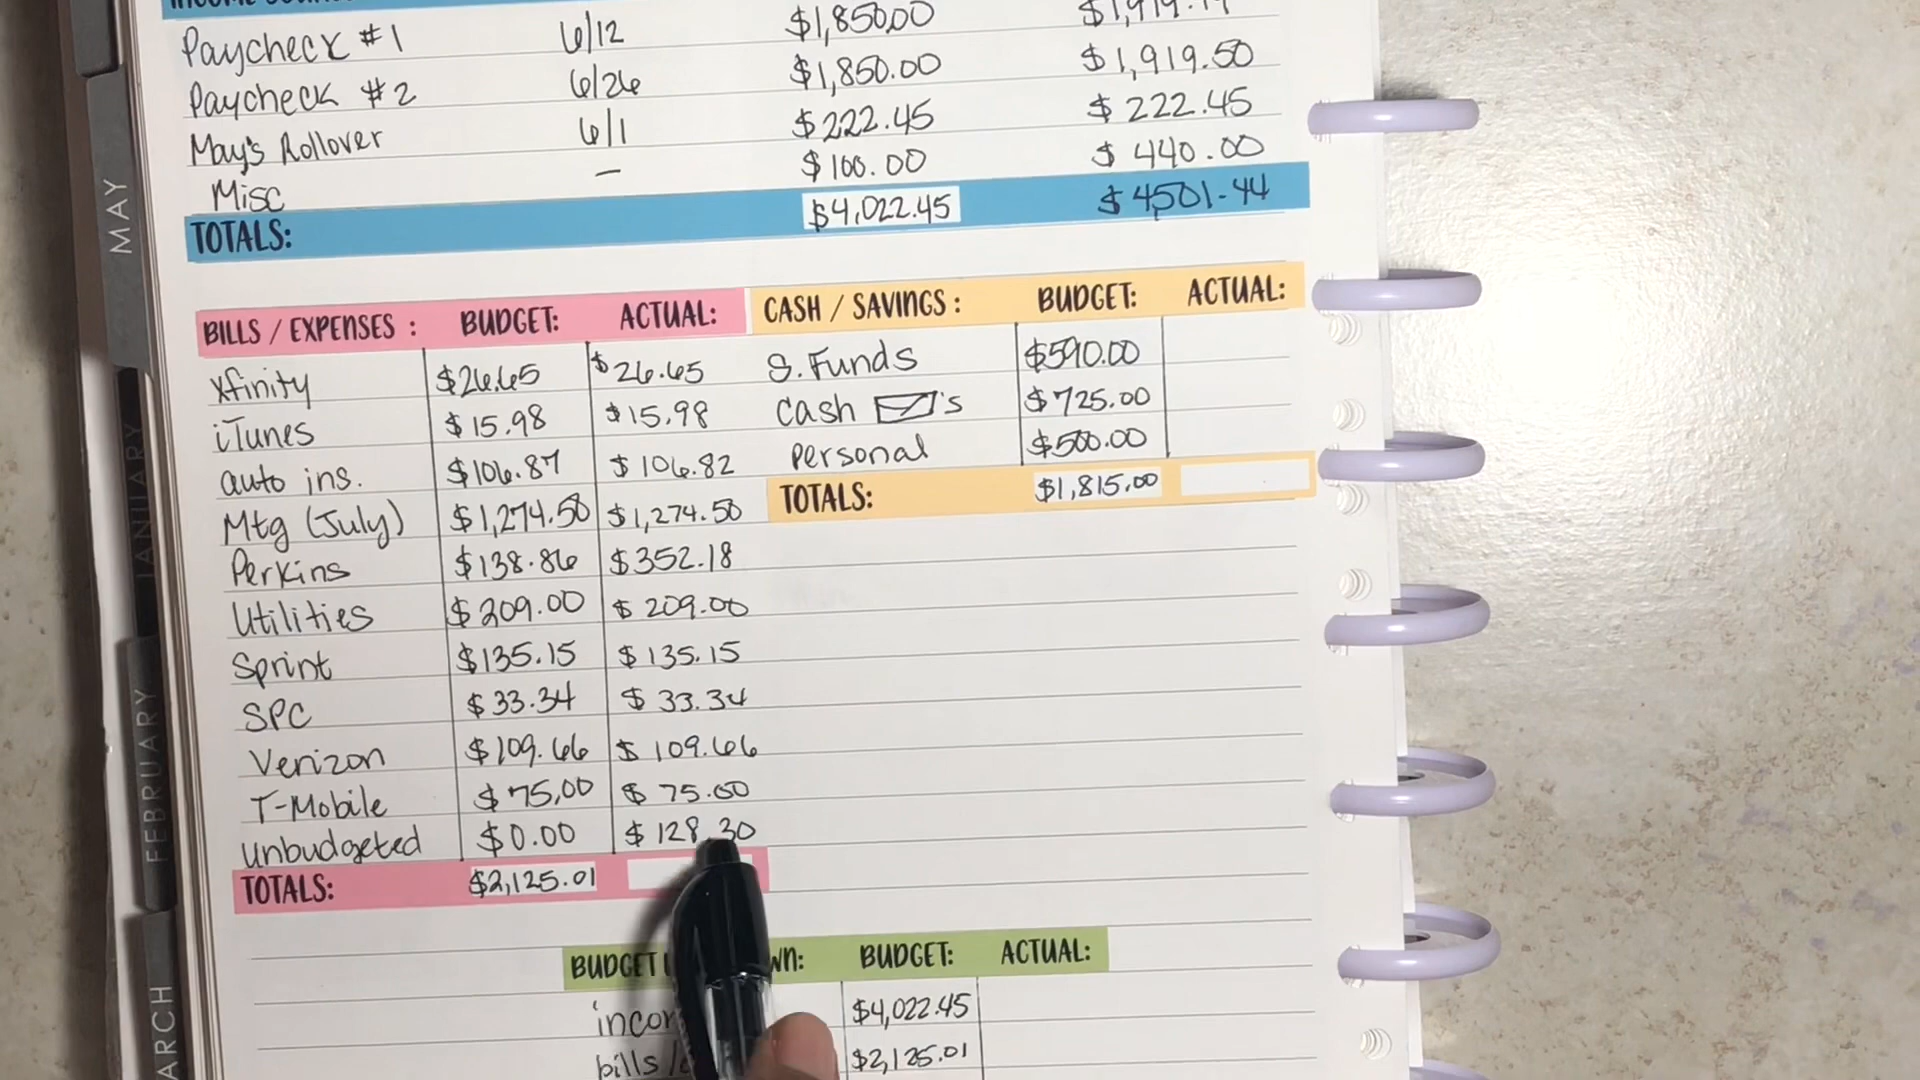 Paycheck #1 6/12 $1,850.00
Paycheck #2 6/26 $1,850.00 $1,919.50
May's Rollover 6/1 $222.45 $222.45
Misc — $100.00 $440.00
TOTALS: $4,022.45 $4501.44
BILLS / EXPENSES : BUDGET: ACTUAL: CASH / SAVINGS : BUDGET: ACTUAL:
Xfinity $26.65 $26.65 S. Funds $590.00
iTunes $15.98 $15.98 Cash 's $725.00
auto ins. $106.87 $106.82 personal $500.00
Mtg (July) $1,274.50 $1,274.50 TOTALS: $1,815.00
Perkins $138.86 $352.18
Utilities $209.00 $209.00
Sprint $135.15 $135.15
SPC $33.34 $33.34
Verizon $109.66 $109.66
T-Mobile $75.00 $75.00
unbudgeted $0.00 $128.30
TOTALS: $2,125.01
BUDGET BUDGET: ACTUAL:
$4,022.45
bills / $2,125.01
MAY
JANUARY
FEBRUARY